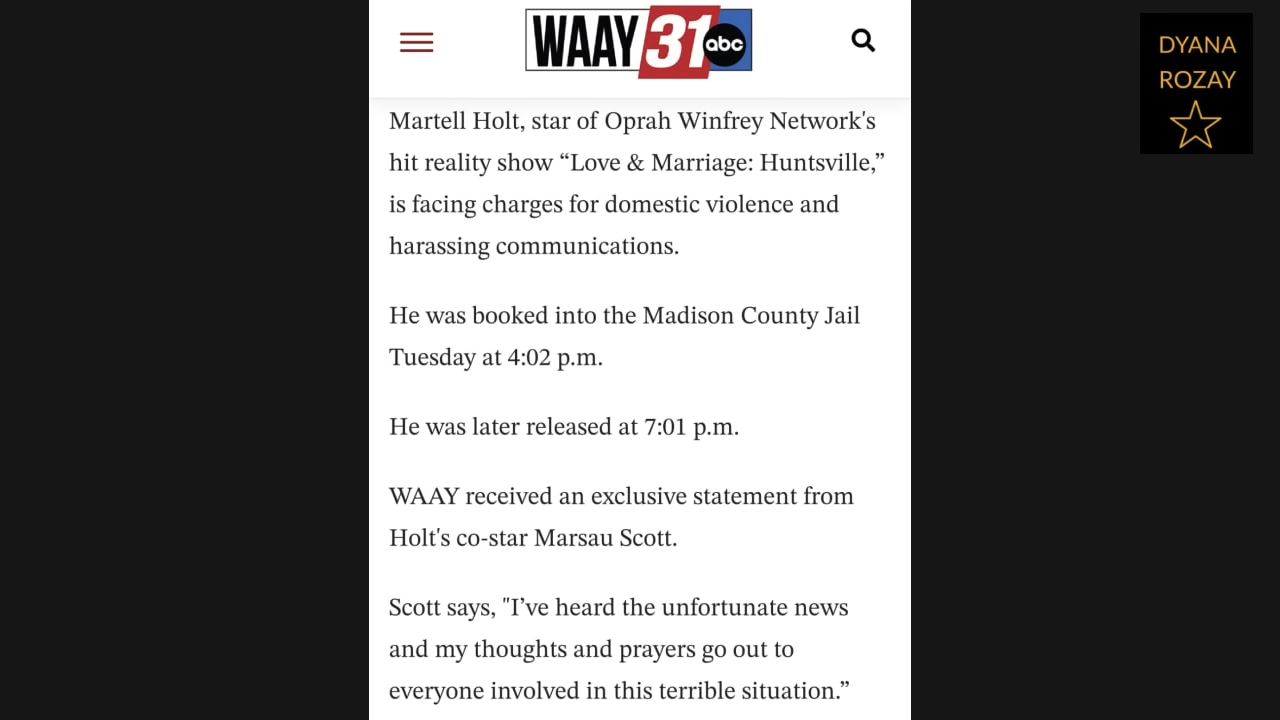 WAAY 31 abc
DYANA
ROZAY
Martell Holt, star of Oprah Winfrey Network's
hit reality show “Love & Marriage: Huntsville,”
is facing charges for domestic violence and
harassing communications.
He was booked into the Madison County Jail
Tuesday at 4:02 p.m.
He was later released at 7:01 p.m.
WAAY received an exclusive statement from
Holt's co-star Marsau Scott.
Scott says, "I’ve heard the unfortunate news
and my thoughts and prayers go out to
everyone involved in this terrible situation.”